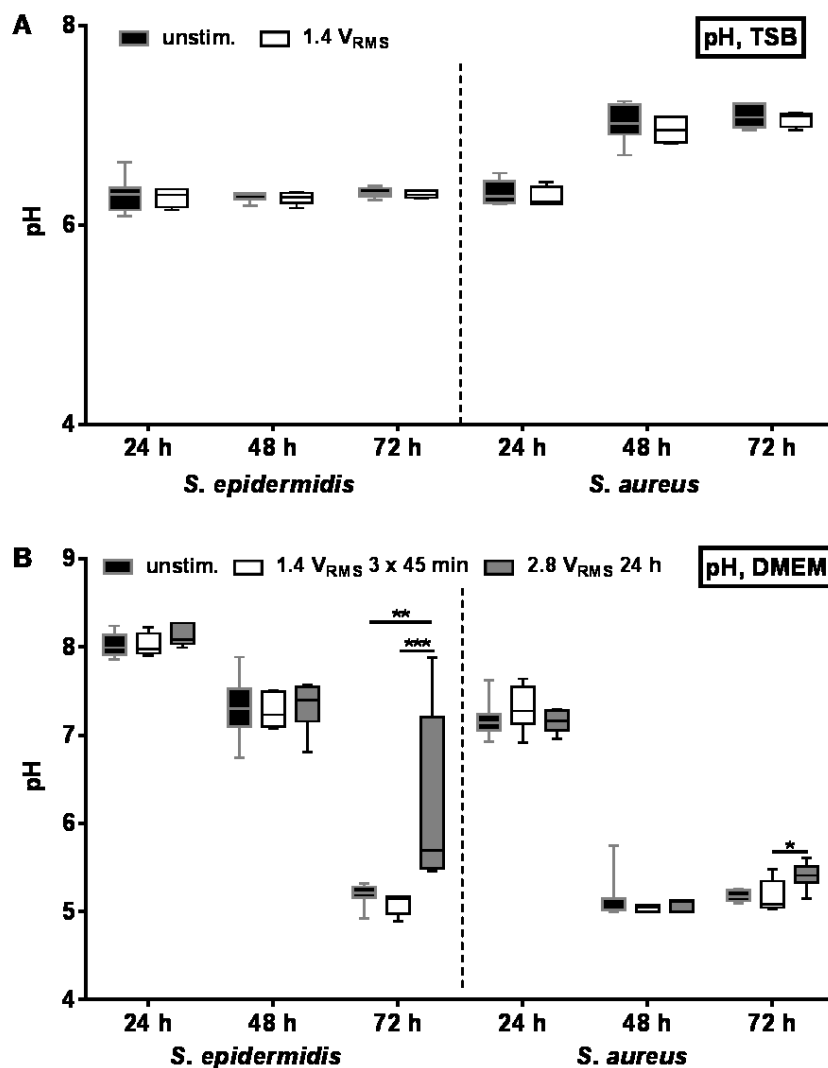 A
8
unstim. 1.4 VRMS
pH, TSB
pH
6
4
24 h 48 h 72 h 24 h 48 h 72 h
S. epidermidis S. aureus
B
9
unstim. 1.4 VRMS 3 x 45 min 2.8 VRMS 24 h
pH, DMEM
**
8
***
7
pH
6
*
5
4
24 h 48 h 72 h 24 h 48 h 72 h
S. epidermidis S. aureus